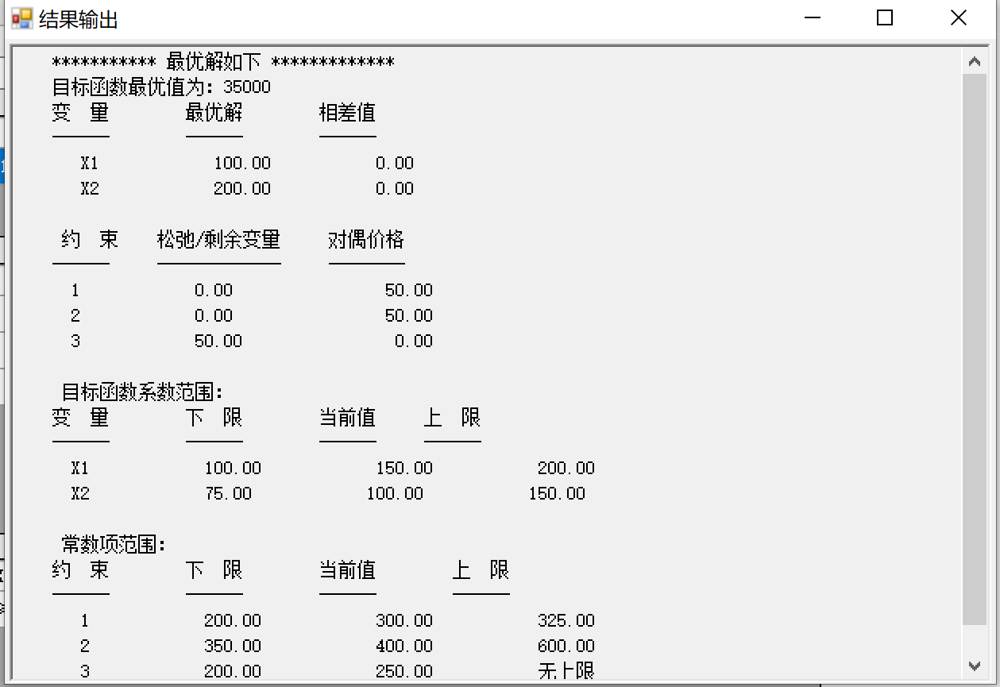 结果输出
*********** 最优解如下 *************
目标函数最优值为: 35000
变 量 最优解 相差值
X1 100.00 0.00
X2 200.00 0.00
约 束 松弛/剩余变量 对偶价格
1 0.00 50.00
2 0.00 50.00
3 50.00 0.00
目标函数系数范围:
变 量 下 限 当前值 上 限
X1 100.00 150.00 200.00
X2 75.00 100.00 150.00
常数项范围:
约 束 下 限 当前值 上 限
1 200.00 300.00 325.00
2 350.00 400.00 600.00
3 200.00 250.00 无上限